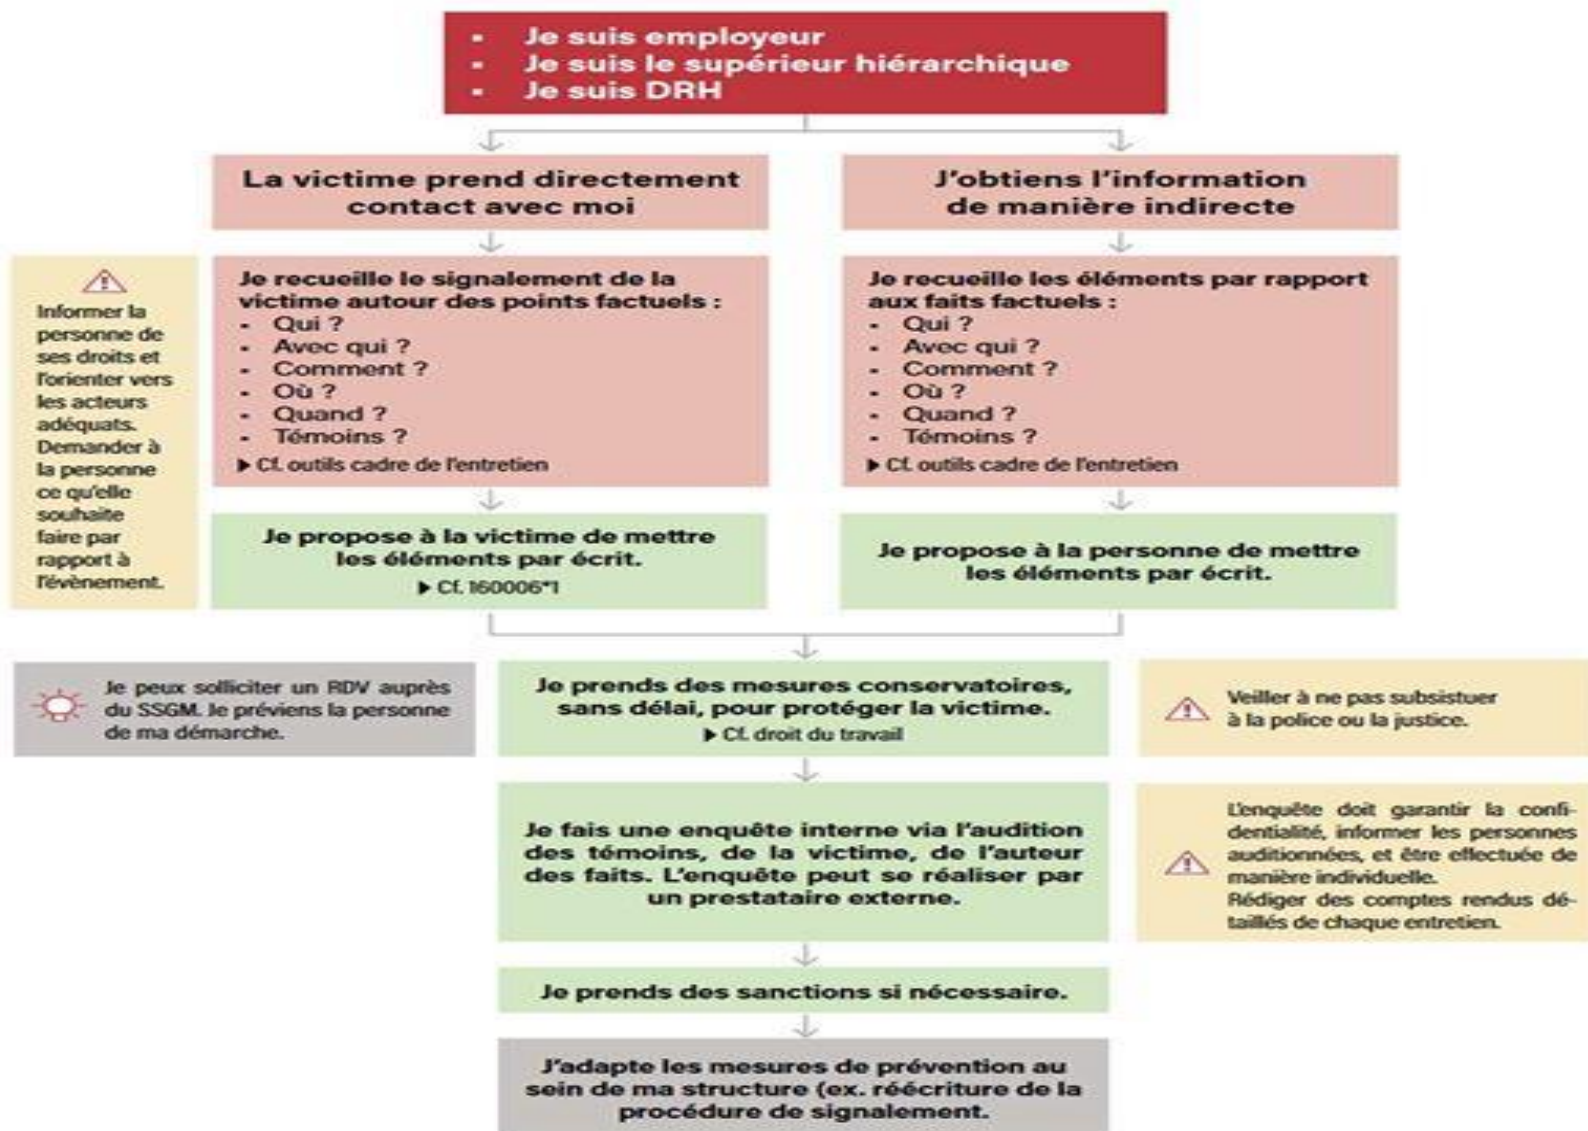 - Je suis employeur
- Je suis le supérieur hiérarchique
- Je suis DRH
La victime prend directement
contact avec moi
J'obtiens l'information
de manière indirecte
⚠
Informer la
personne de
ses droits et
l'orienter vers
les acteurs
adéquats.
Demander à
la personne
ce qu'elle
souhaite
faire par
rapport à
l'évènement.
Je recueille le signalement de la
victime autour des points factuels :
- Qui ?
- Avec qui ?
- Comment ?
- Où ?
- Quand ?
- Témoins ?
▶ Cf. outils cadre de l'entretien
Je recueille les éléments par rapport
aux faits factuels :
- Qui ?
- Avec qui ?
- Comment ?
- Où ?
- Quand ?
- Témoins ?
▶ Cf. outils cadre de l'entretien
Je propose à la victime de mettre
les éléments par écrit.
▶ Cf. 160006*1
Je propose à la personne de mettre
les éléments par écrit.
Je peux solliciter un RDV auprès
du SSGM. Je préviens la personne
de ma démarche.
Je prends des mesures conservatoires,
sans délai, pour protéger la victime.
▶ Cf. droit du travail
Veiller à ne pas subsistuer
à la police ou la justice.
Je fais une enquête interne via l'audition
des témoins, de la victime, de l'auteur
des faits. L'enquête peut se réaliser par
un prestataire externe.
L'enquête doit garantir la confi-
dentialité, informer les personnes
auditionnées, et être effectuée de
manière individuelle.
Rédiger des comptes rendus dé-
taillés de chaque entretien.
Je prends des sanctions si nécessaire.
J'adapte les mesures de prévention au
sein de ma structure (ex. réécriture de la
procédure de signalement.